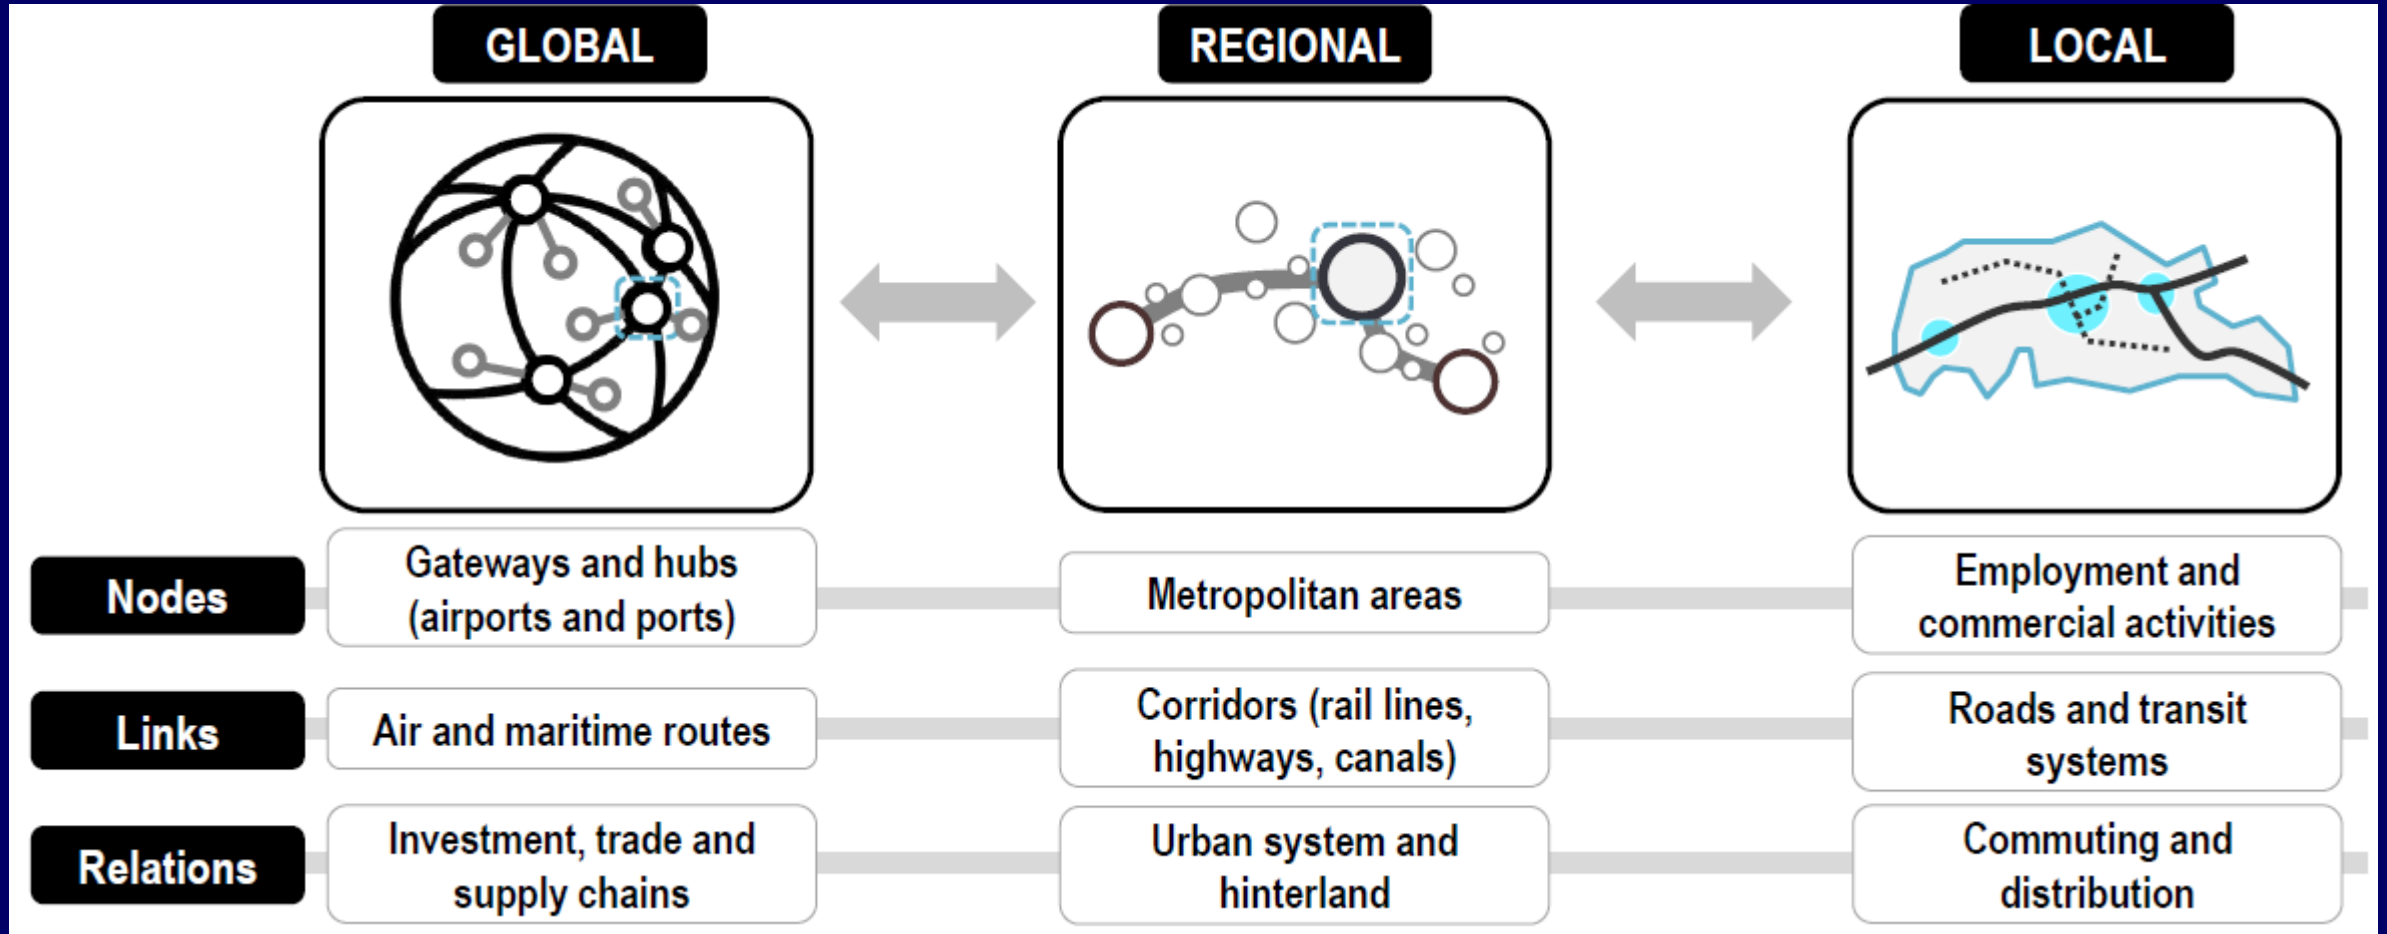 GLOBAL
REGIONAL
LOCAL
Nodes
Gateways and hubs
(airports and ports)
Metropolitan areas
Employment and
commercial activities
Links
Air and maritime routes
Corridors (rail lines,
highways, canals)
Roads and transit
systems
Relations
Investment, trade and
supply chains
Urban system and
hinterland
Commuting and
distribution